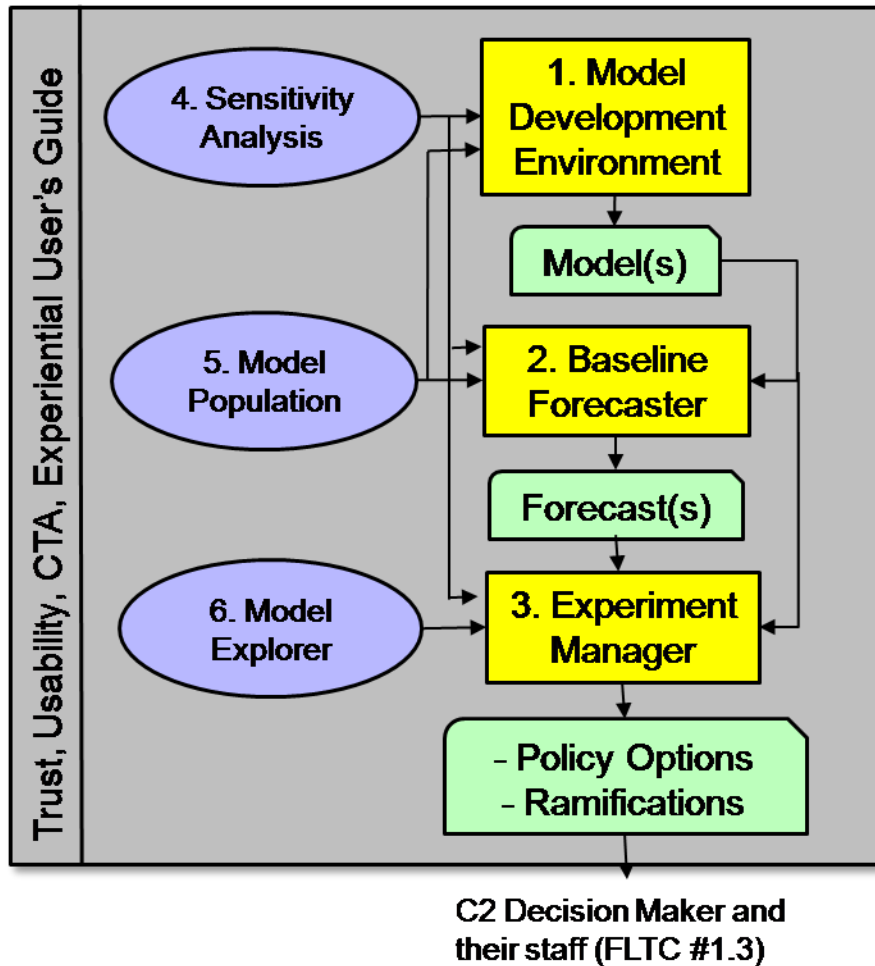 Trust, Usability, CTA, Experiential User's Guide
4. Sensitivity
Analysis
1. Model
Development
Environment
Model(s)
5. Model
Population
2. Baseline
Forecaster
Forecast(s)
6. Model
Explorer
3. Experiment
Manager
- Policy Options
- Ramifications
C2 Decision Maker and
their staff (FLTC #1.3)